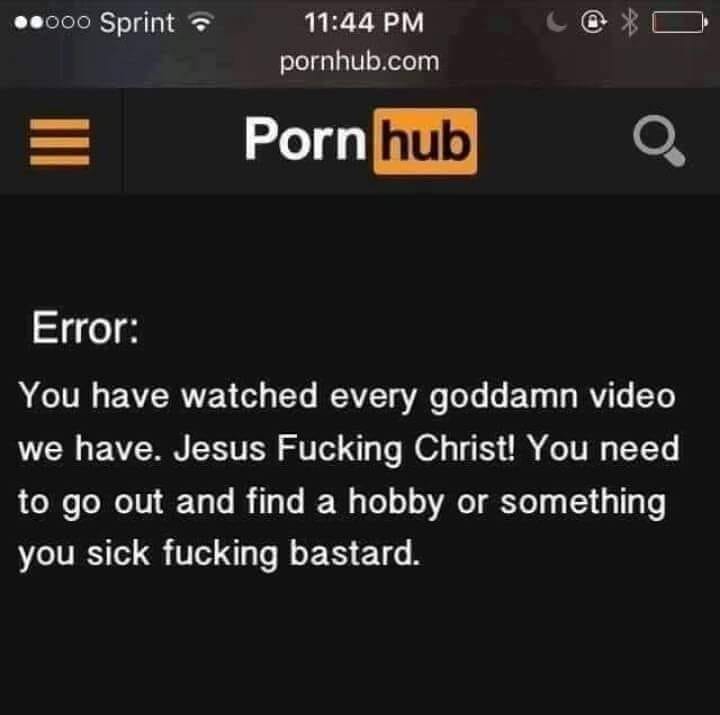 Sprint 11:44 PM
pornhub.com
Porn hub
Error:
You have watched every goddamn video
we have. Jesus Fucking Christ! You need
to go out and find a hobby or something
you sick fucking bastard.